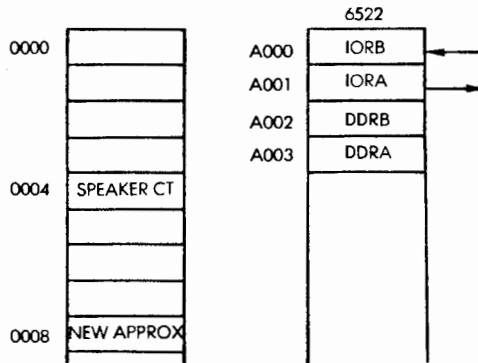 6522
0000
A000 IORB
A001 IORA
A002 DDRB
A003 DDRA
0004 SPEAKER CT
0008 NEW APPROX